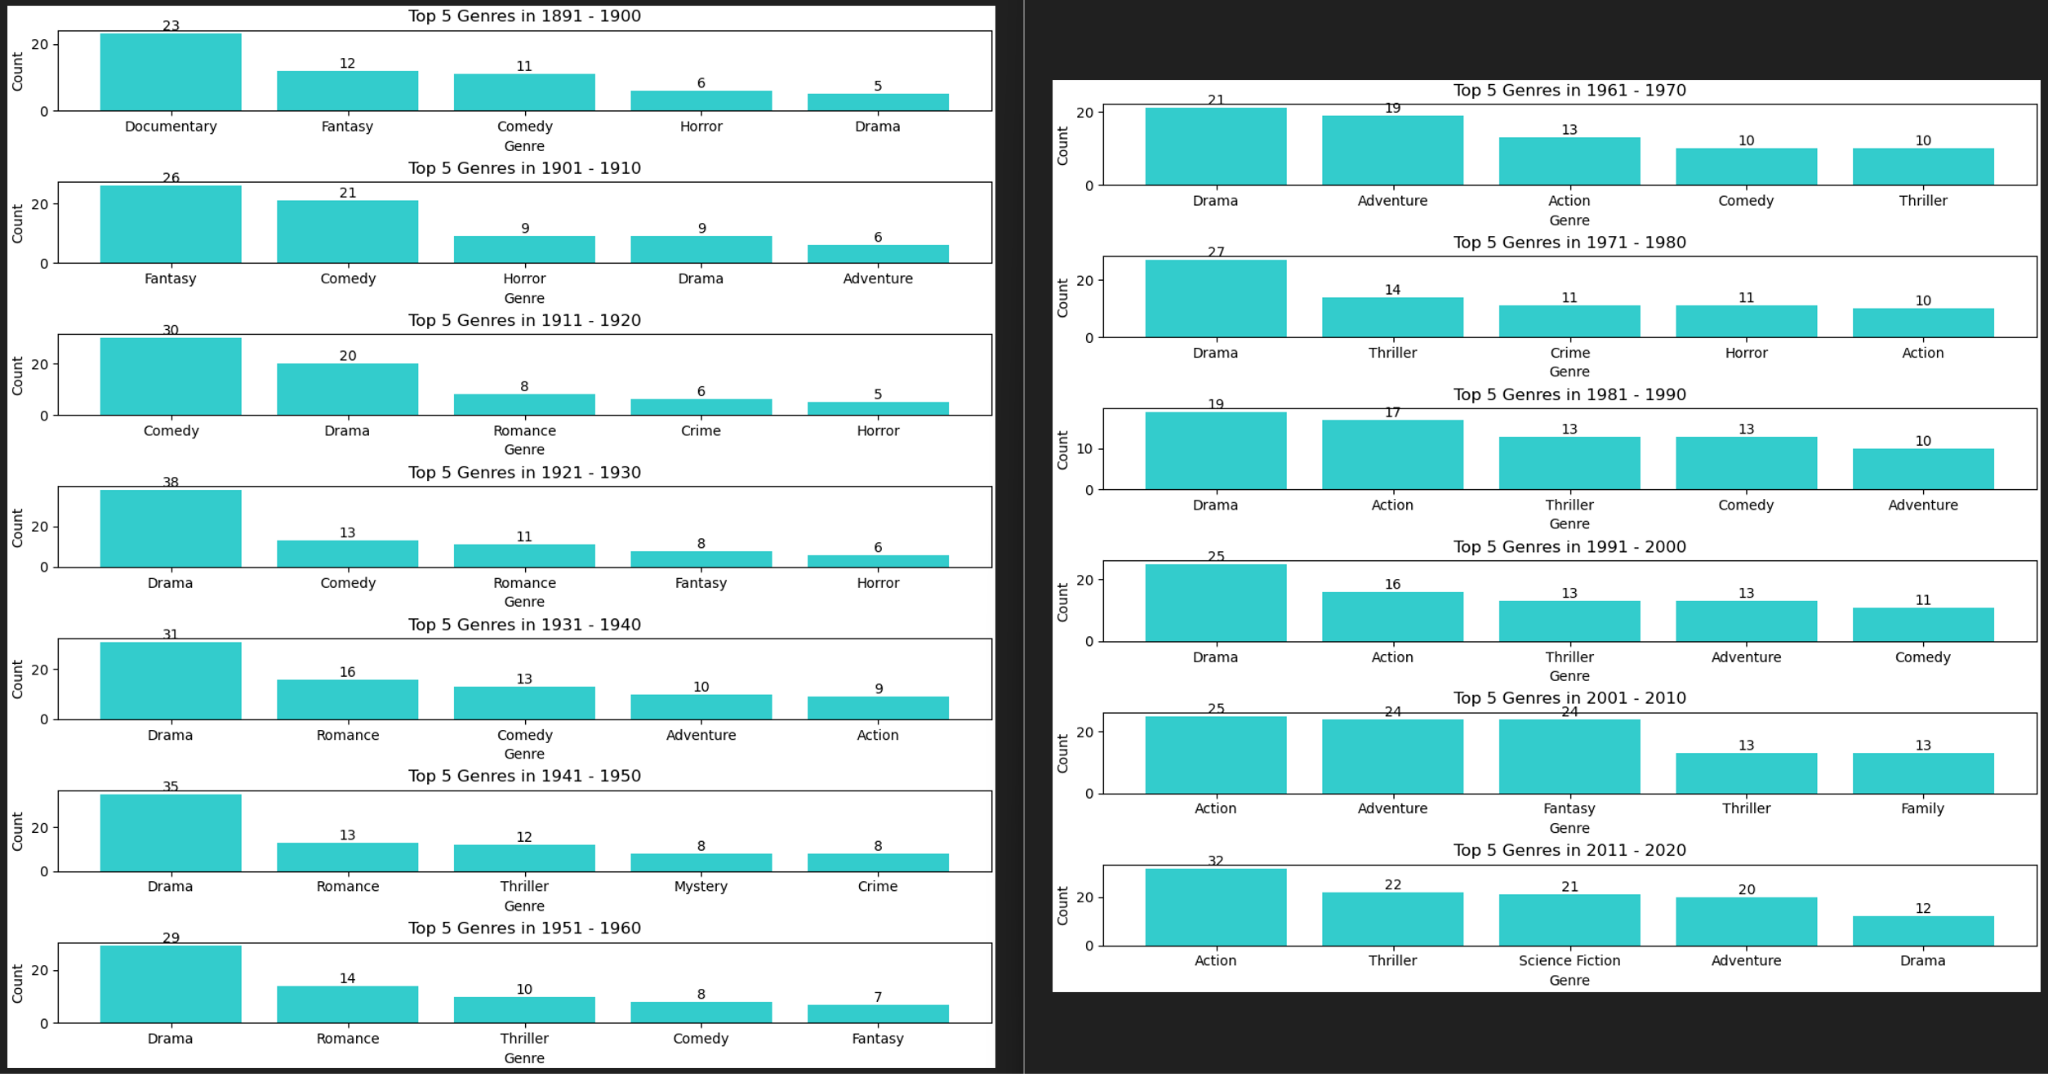 Top 5 Genres in 1891 - 1900
Count
20
0
23
12
11
6
5
Documentary Fantasy Comedy Horror Drama
Genre
Top 5 Genres in 1901 - 1910
Count
20
0
26
21
9
9
6
Fantasy Comedy Horror Drama Adventure
Genre
Top 5 Genres in 1911 - 1920
Count
20
0
30
20
8
6
5
Comedy Drama Romance Crime Horror
Genre
Top 5 Genres in 1921 - 1930
Count
20
0
38
13
11
8
6
Drama Comedy Romance Fantasy Horror
Genre
Top 5 Genres in 1931 - 1940
Count
20
0
31
16
13
10
9
Drama Romance Comedy Adventure Action
Genre
Top 5 Genres in 1941 - 1950
Count
20
0
35
13
12
8
8
Drama Romance Thriller Mystery Crime
Genre
Top 5 Genres in 1951 - 1960
Count
20
0
29
14
10
8
7
Drama Romance Thriller Comedy Fantasy
Genre
Top 5 Genres in 1961 - 1970
Count
20
0
21
19
13
10
10
Drama Adventure Action Comedy Thriller
Genre
Top 5 Genres in 1971 - 1980
Count
20
0
27
14
11
11
10
Drama Thriller Crime Horror Action
Genre
Top 5 Genres in 1981 - 1990
Count
10
0
19
17
13
13
10
Drama Action Thriller Comedy Adventure
Genre
Top 5 Genres in 1991 - 2000
Count
20
0
25
16
13
13
11
Drama Action Thriller Adventure Comedy
Genre
Top 5 Genres in 2001 - 2010
Count
20
0
25
24
24
13
13
Action Adventure Fantasy Thriller Family
Genre
Top 5 Genres in 2011 - 2020
Count
20
0
32
22
21
20
12
Action Thriller Science Fiction Adventure Drama
Genre